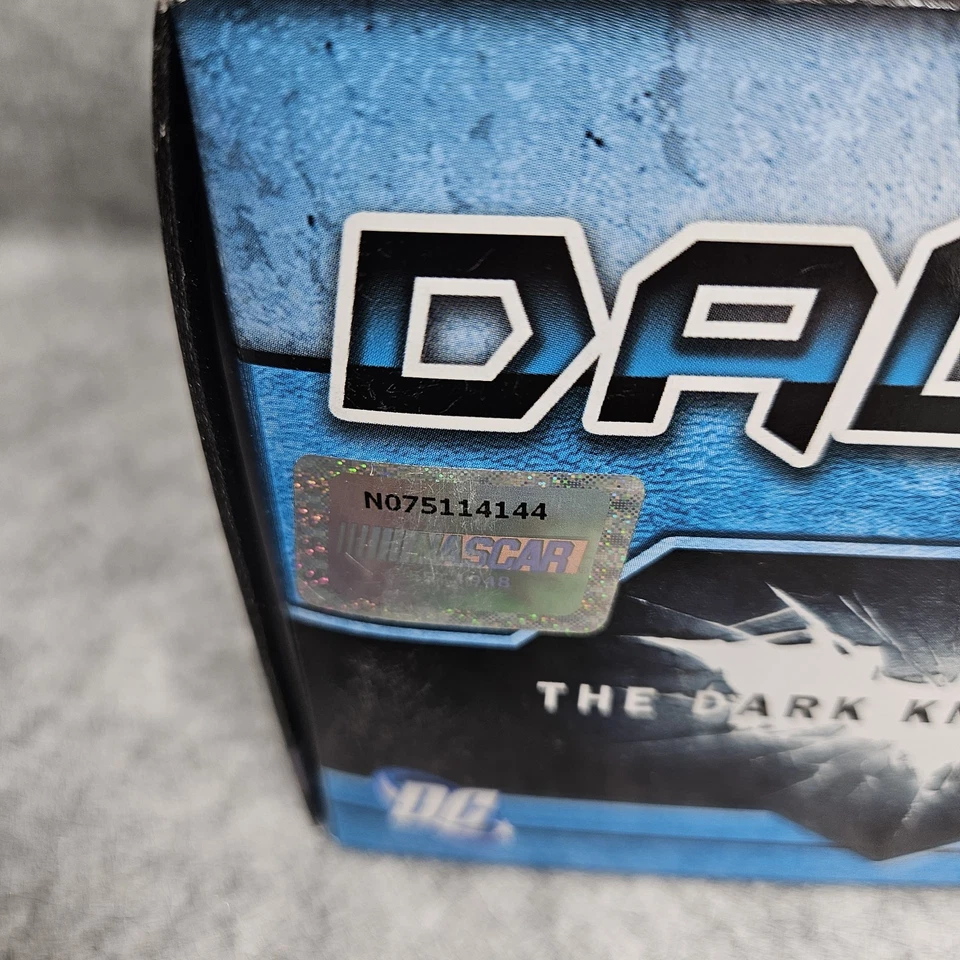 DA
N075114144
NASCAR
THE DARK KN
DC